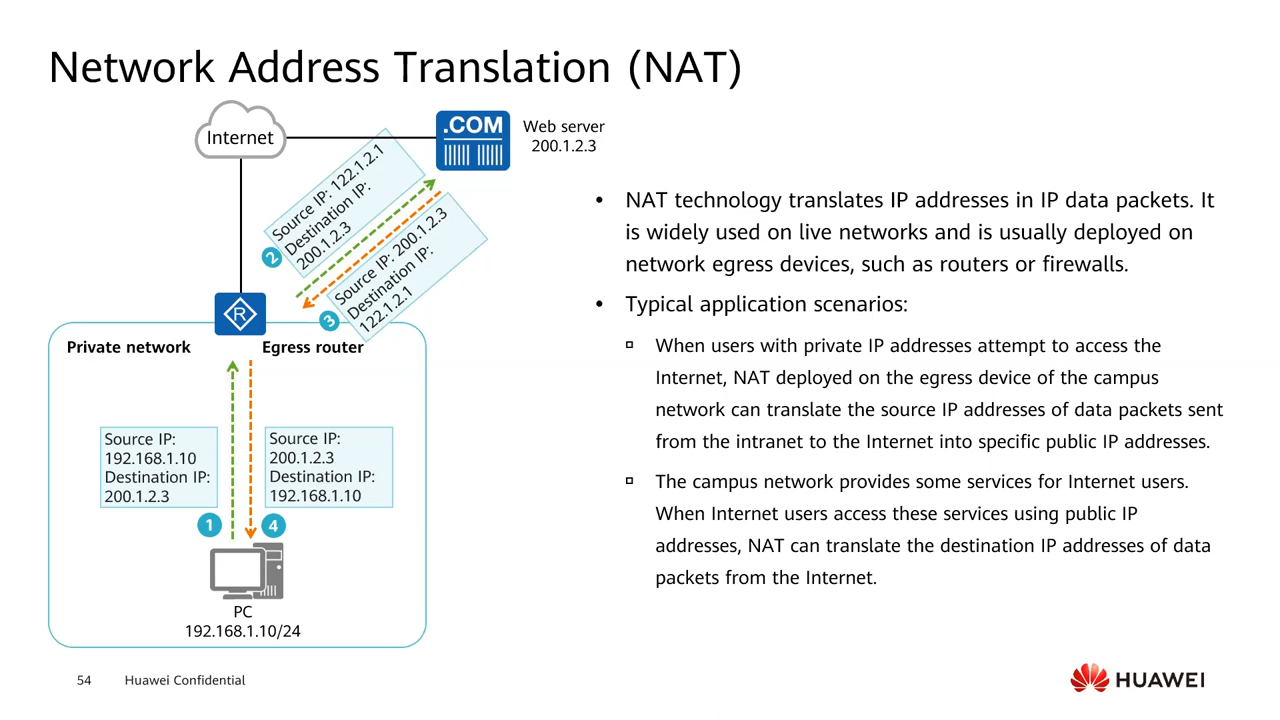 Network Address Translation (NAT)
Internet
.COM
Web server
200.1.2.3
Source IP: 122.1.2.1
Destination IP:
200.1.2.3
2
Source IP: 200.1.2.3
Destination IP:
122.1.2.1
3
R
Private network
Egress router
Source IP:
192.168.1.10
Destination IP:
200.1.2.3
1
Source IP:
200.1.2.3
Destination IP:
192.168.1.10
4
PC
192.168.1.10/24
• NAT technology translates IP addresses in IP data packets. It
is widely used on live networks and is usually deployed on
network egress devices, such as routers or firewalls.
• Typical application scenarios:
▫ When users with private IP addresses attempt to access the
Internet, NAT deployed on the egress device of the campus
network can translate the source IP addresses of data packets sent
from the intranet to the Internet into specific public IP addresses.
▫ The campus network provides some services for Internet users.
When Internet users access these services using public IP
addresses, NAT can translate the destination IP addresses of data
packets from the Internet.
54 Huawei Confidential
HUAWEI